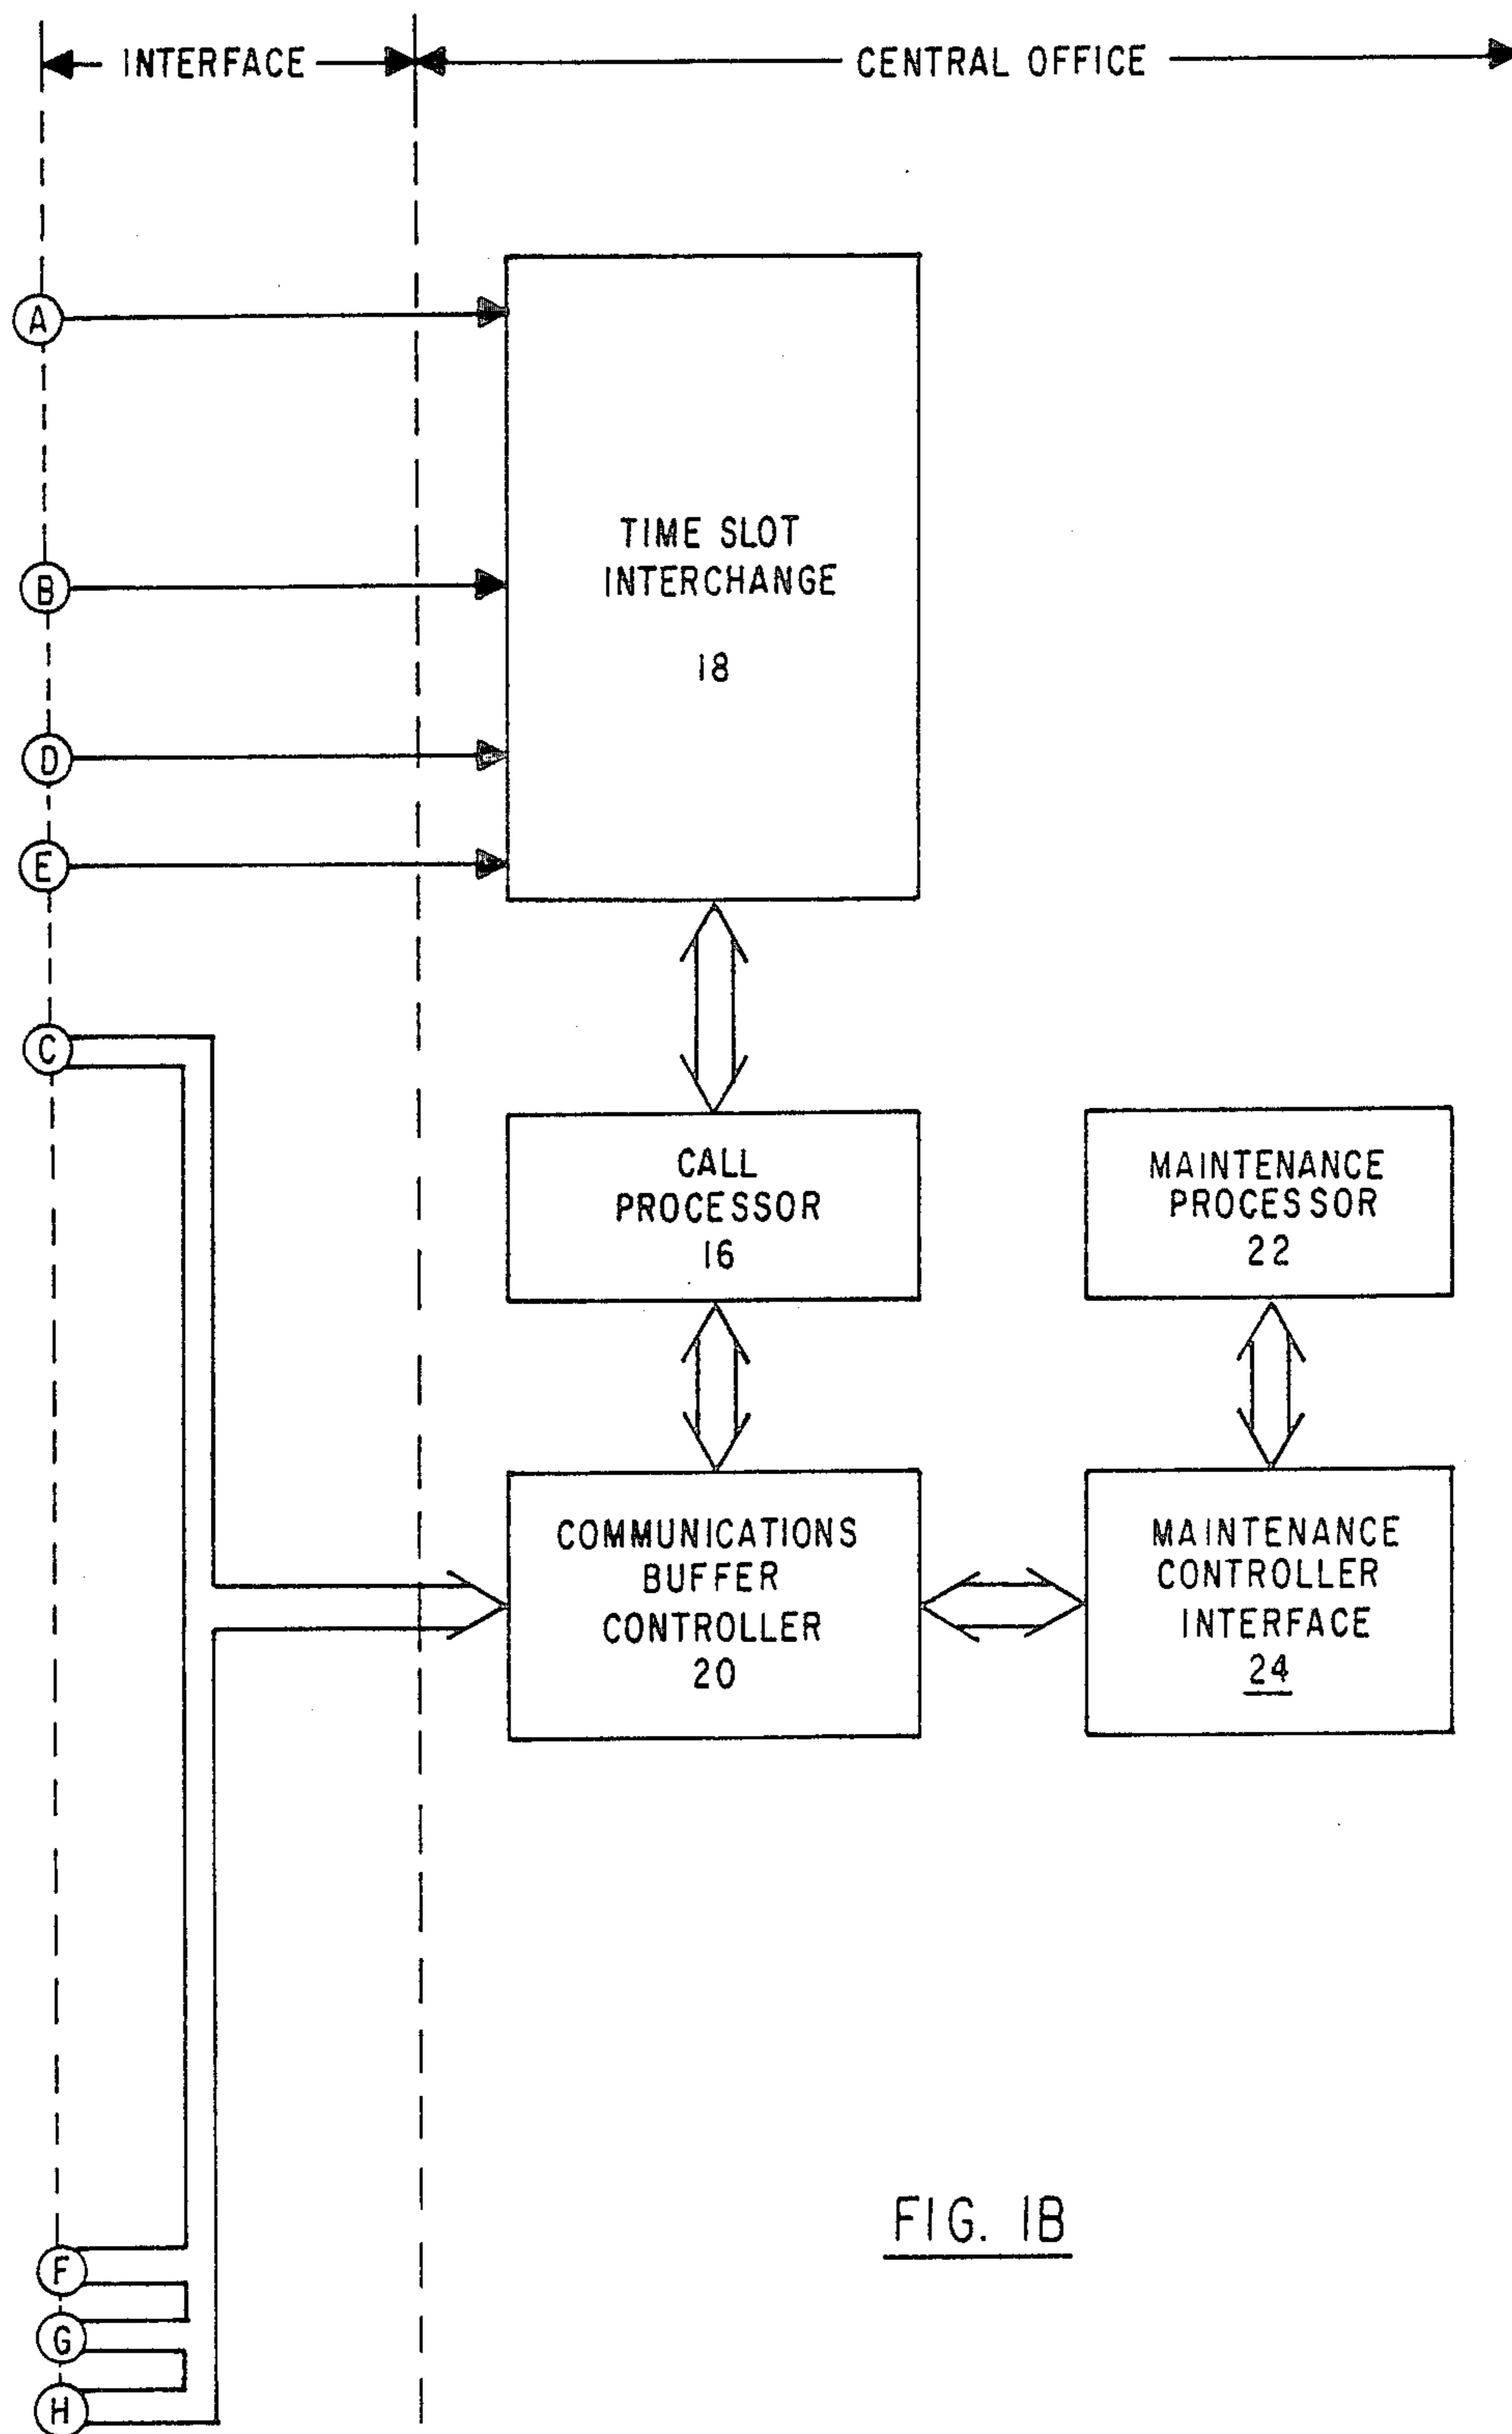 INTERFACE
CENTRAL OFFICE
A
TIME SLOT
INTERCHANGE
18
B
D
E
C
CALL
PROCESSOR
16
MAINTENANCE
PROCESSOR
22
COMMUNICATIONS
BUFFER
CONTROLLER
20
MAINTENANCE
CONTROLLER
INTERFACE
24
FIG. 1B
F
G
H